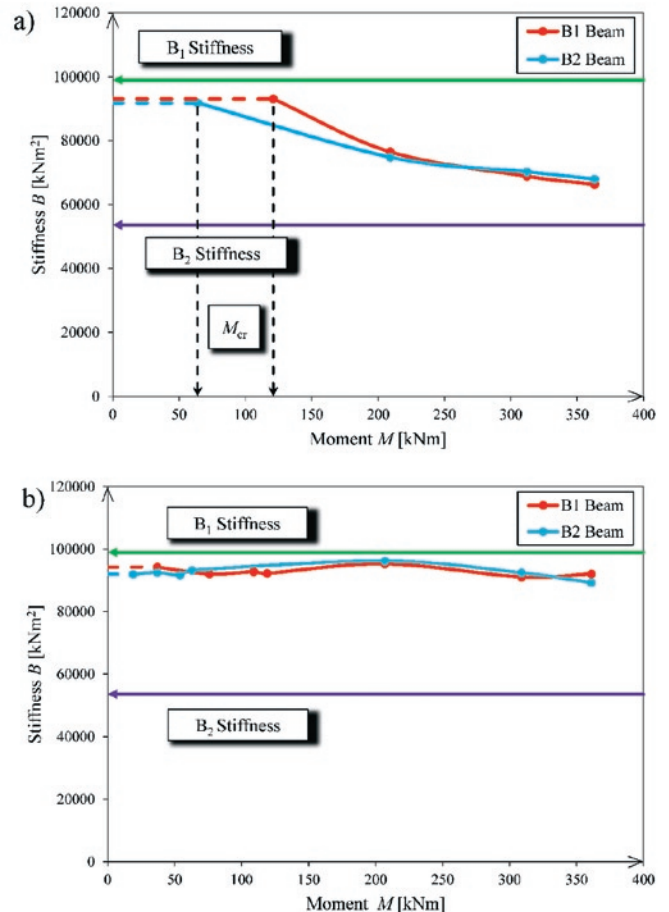 a)
120000
100000
80000
60000
40000
20000
0
Stiffness B [kNm²]
B₁ Stiffness
B1 Beam
B2 Beam
B₂ Stiffness
M_cr
0 50 100 150 200 250 300 350 400
Moment M [kNm]
b)
120000
100000
80000
60000
40000
20000
0
Stiffness B [kNm²]
B₁ Stiffness
B1 Beam
B2 Beam
B₂ Stiffness
0 50 100 150 200 250 300 350 400
Moment M [kNm]